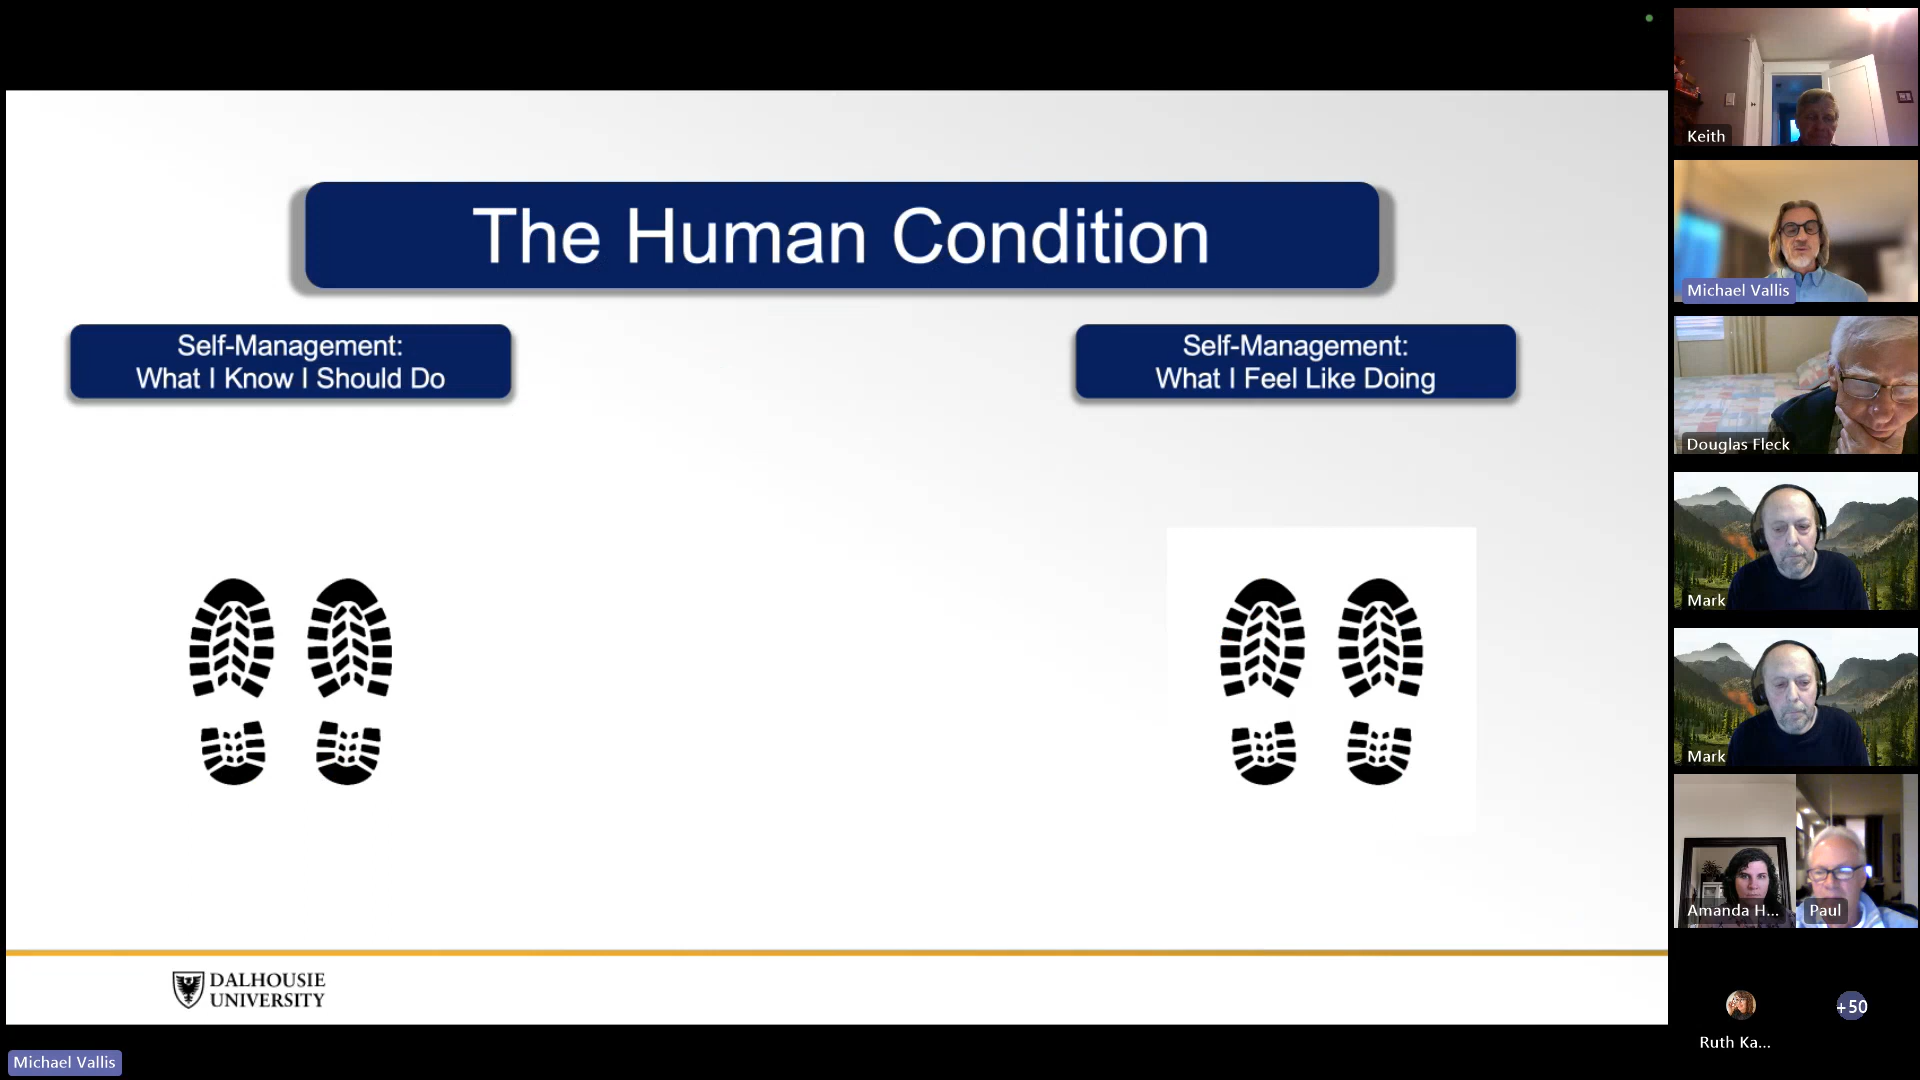 The Human Condition
Self-Management:
What I Know I Should Do
Self-Management:
What I Feel Like Doing
DALHOUSIE
UNIVERSITY
Michael Vallis
Keith
Michael Vallis
Douglas Fleck
Mark
Mark
Amanda H...
Paul
Ruth Ka...
+50